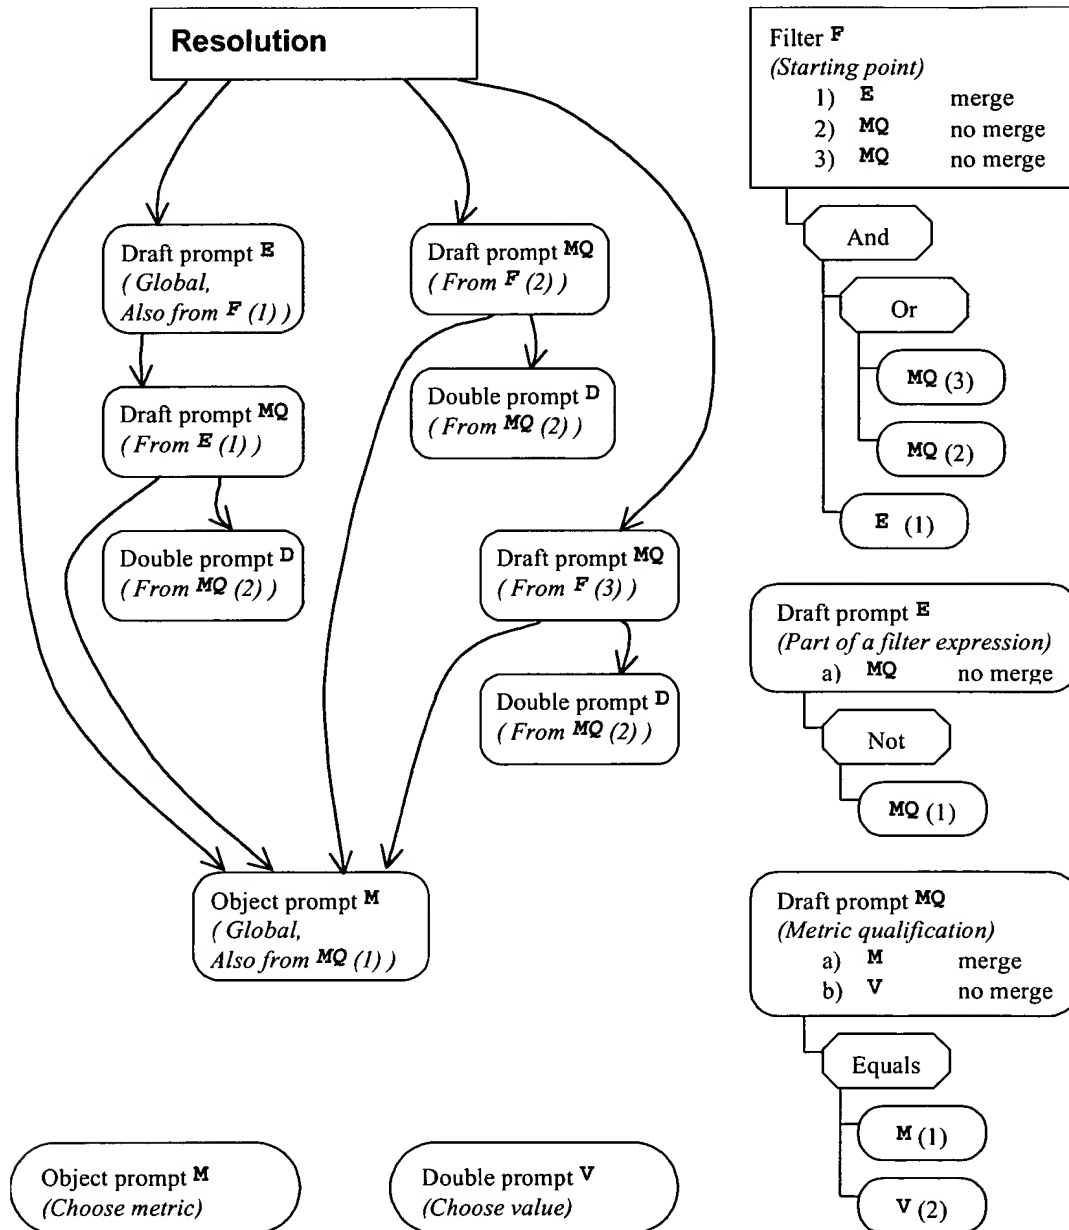 Resolution
Draft prompt E
( Global,
Also from F (1) )
Draft prompt MQ
( From F (2) )
Draft prompt MQ
( From E (1) )
Double prompt D
( From MQ (2) )
Double prompt D
( From MQ (2) )
Draft prompt MQ
( From F (3) )
Double prompt D
( From MQ (2) )
Object prompt M
( Global,
Also from MQ (1) )
Object prompt M
(Choose metric)
Double prompt V
(Choose value)
Filter F
(Starting point)
1) E merge
2) MQ no merge
3) MQ no merge
And
Or
MQ (3)
MQ (2)
E (1)
Draft prompt E
(Part of a filter expression)
a) MQ no merge
Not
MQ (1)
Draft prompt MQ
(Metric qualification)
a) M merge
b) V no merge
Equals
M (1)
V (2)